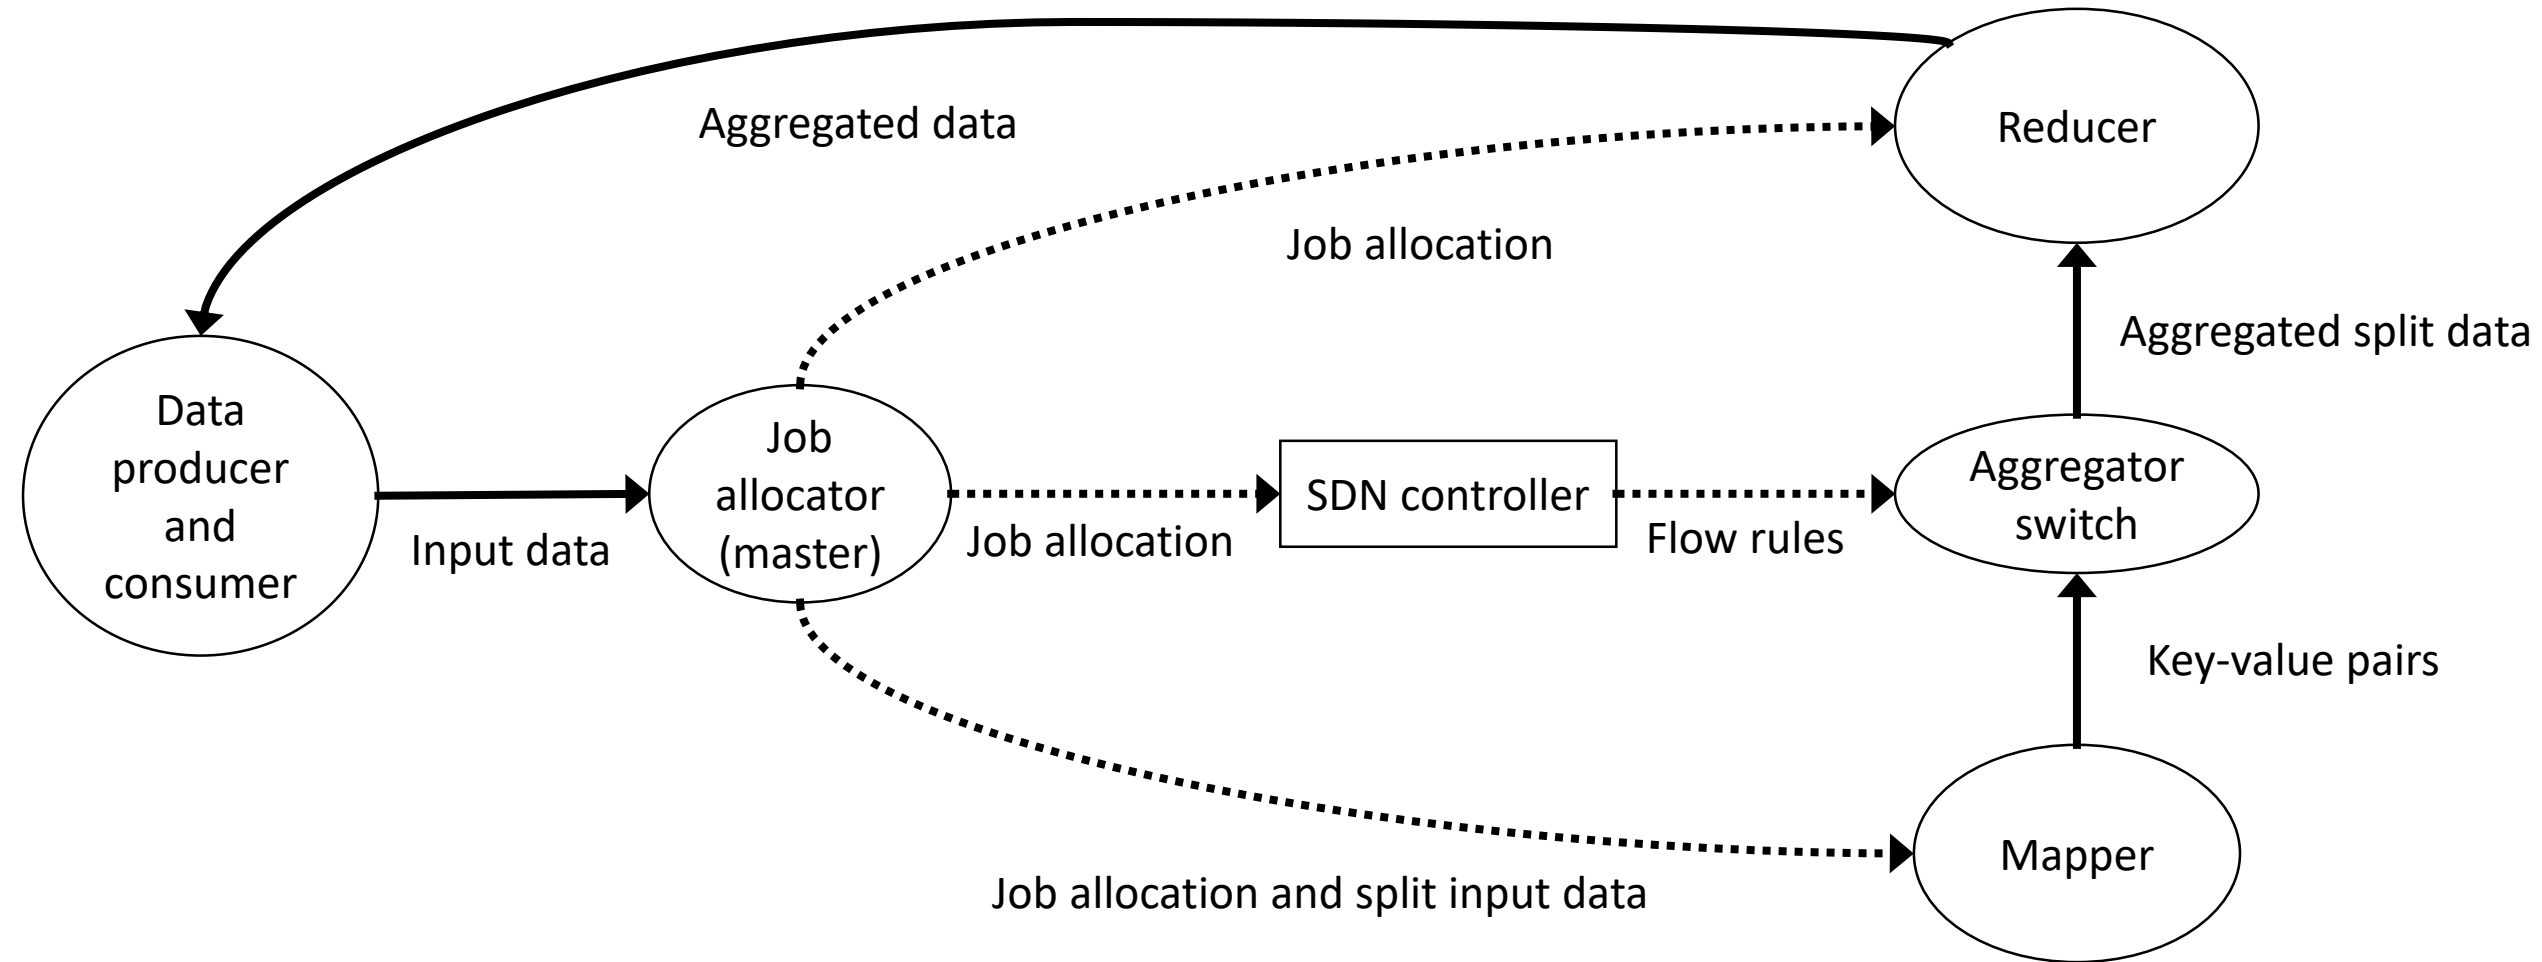 Aggregated data
Reducer
Job allocation
Aggregated split data
Data
producer
and
consumer
Input data
Job
allocator
(master)
Job allocation
SDN controller
Flow rules
Aggregator
switch
Key-value pairs
Mapper
Job allocation and split input data